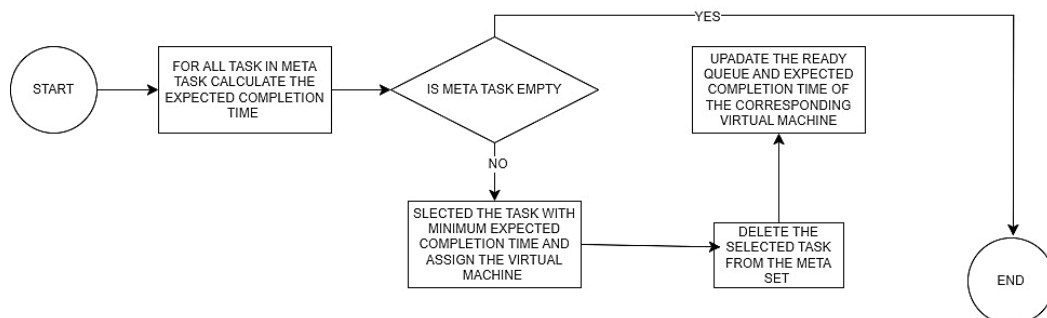 START
FOR ALL TASK IN META
TASK CALCULATE THE
EXPECTED COMPLETION
TIME
IS META TASK EMPTY
YES
NO
SLECTED THE TASK WITH
MINIMUM EXPECTED
COMPLETION TIME AND
ASSIGN THE VIRTUAL
MACHINE
DELETE THE
SELECTED TASK
FROM THE META
SET
UPADATE THE READY
QUEUE AND EXPECTED
COMPLETION TIME OF
THE CORRESPONDING
VIRTUAL MACHINE
END